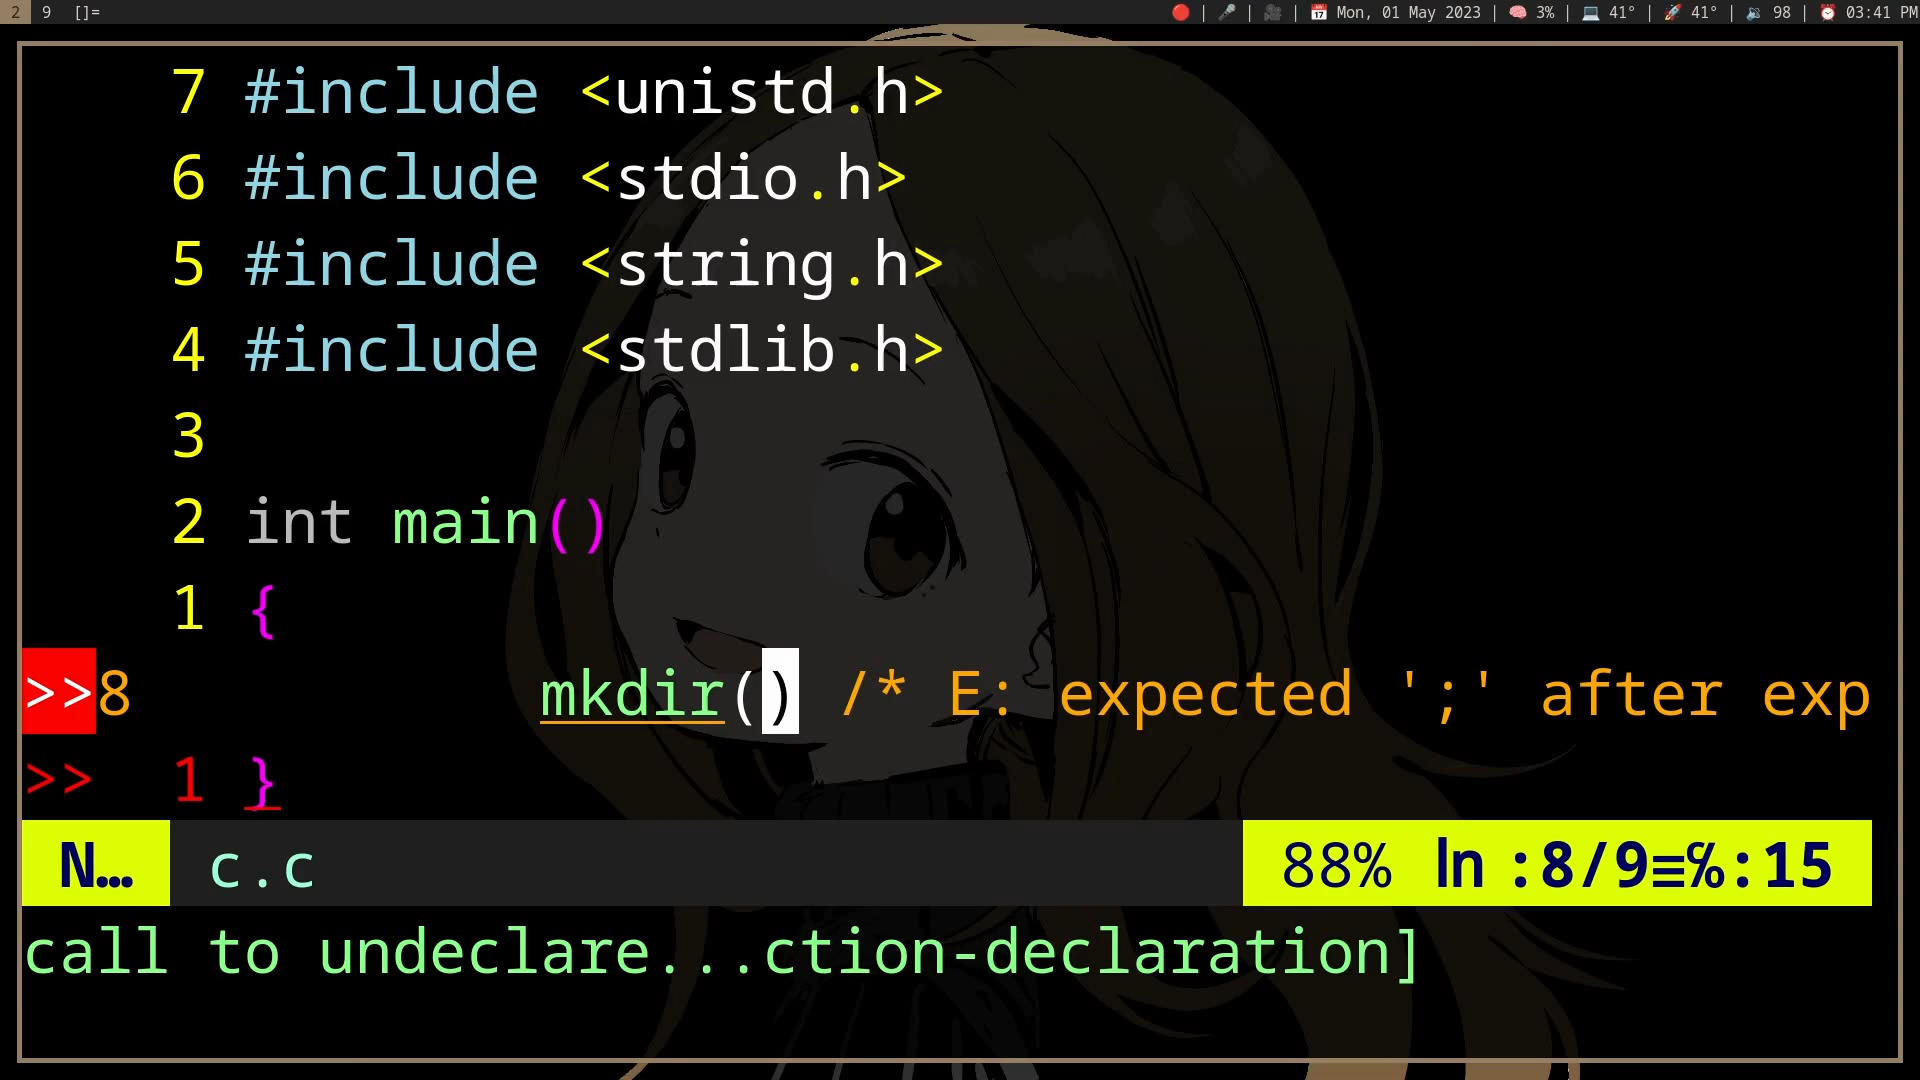 2 9 []= | | | Mon, 01 May 2023 | 3% | 41° | 41° | 98 | 03:41 PM
7 #include <unistd.h>
6 #include <stdio.h>
5 #include <string.h>
4 #include <stdlib.h>
3
2 int main()
1 {
>>8 mkdir() /* E: expected ';' after exp
>> 1 }
N… c.c 88% ln :8/9≡℅:15
call to undeclare...ction-declaration]